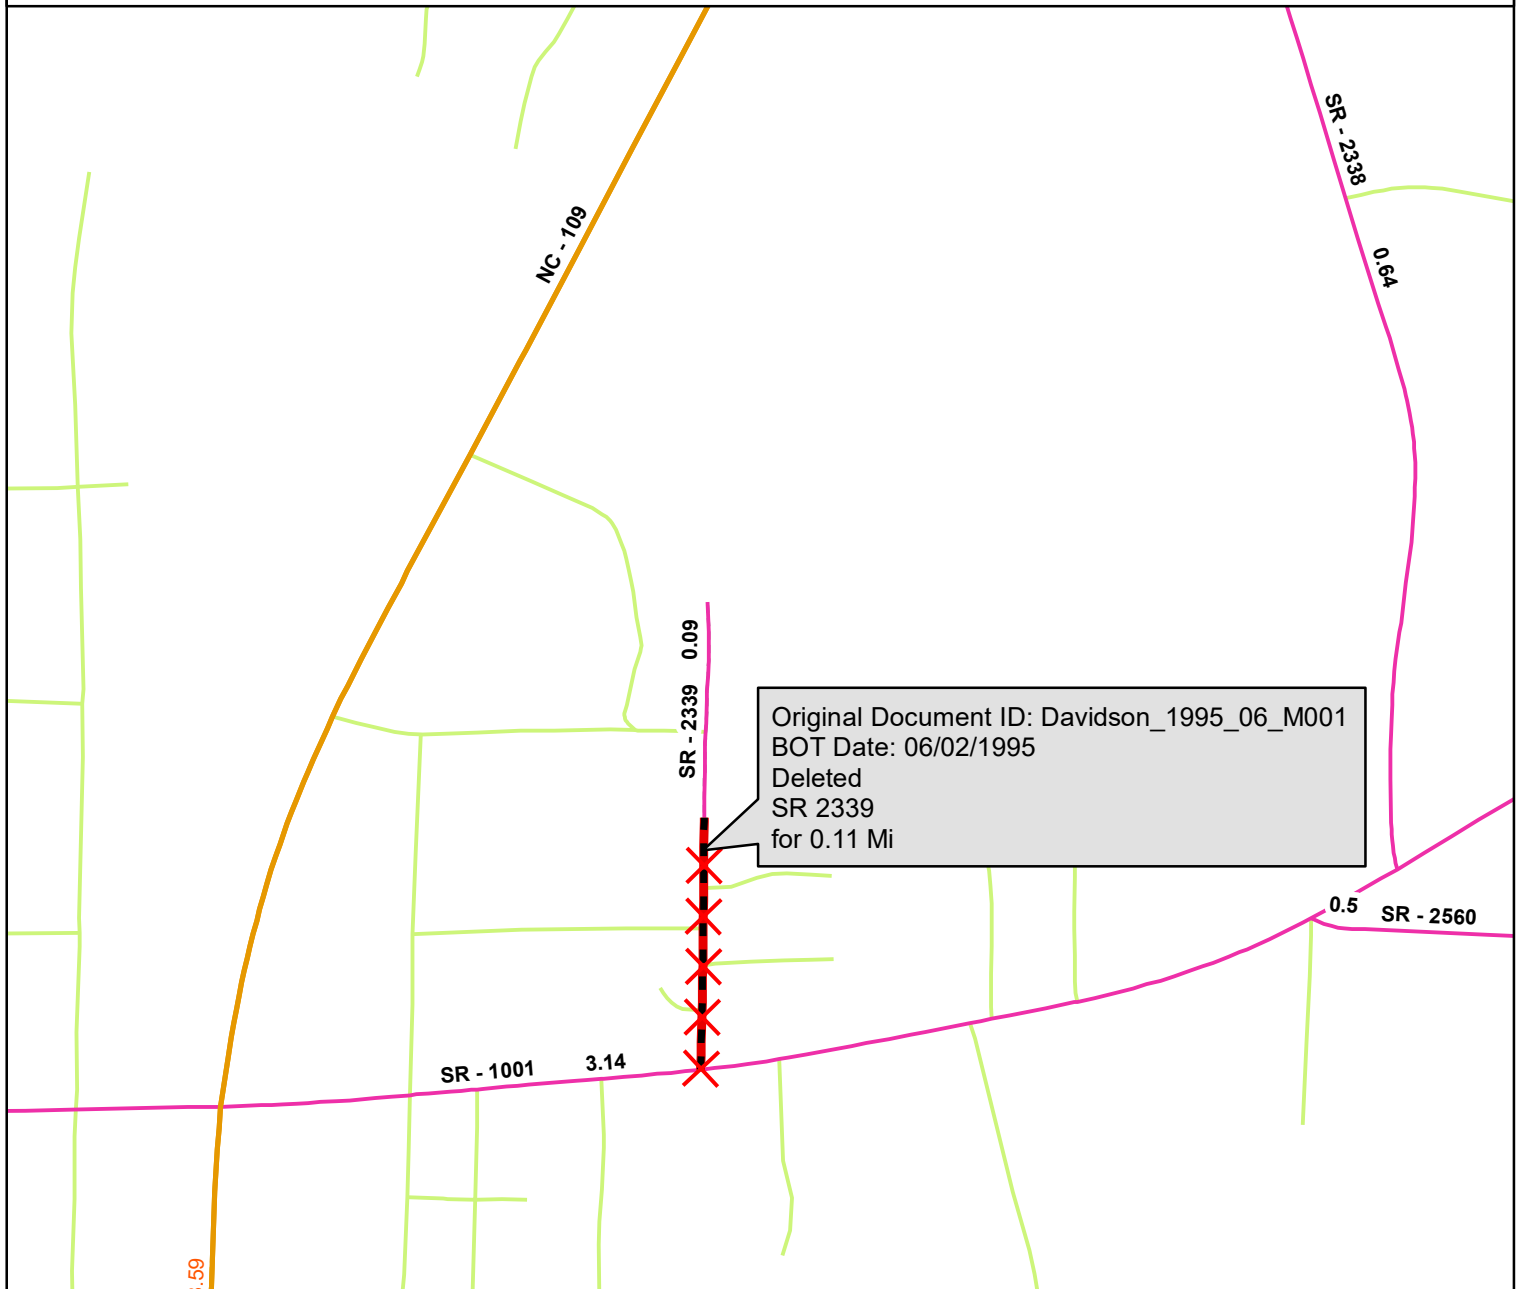 SR - 2338
NC - 109
0.64
0.09
SR - 2339
Original Document ID: Davidson_1995_06_M001
BOT Date: 06/02/1995
Deleted
SR 2339
for 0.11 Mi
0.5
SR - 2560
SR - 1001
3.14
.59